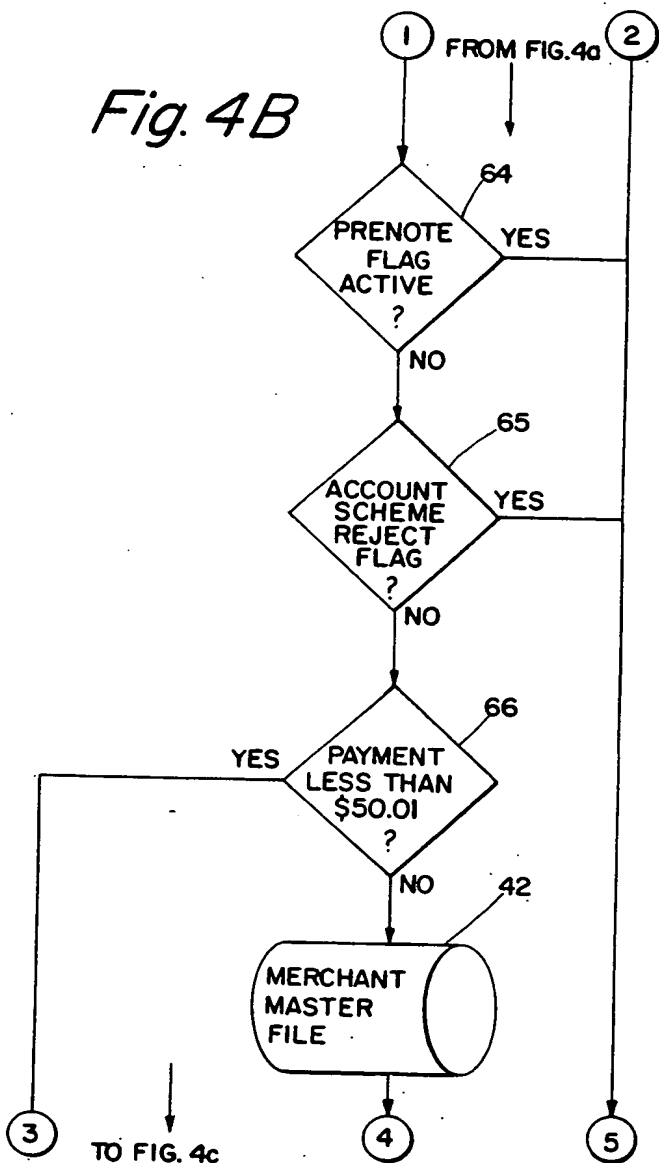 1
FROM FIG.4a
2
Fig. 4B
64
PRENOTE
FLAG
ACTIVE
?
YES
NO
65
ACCOUNT
SCHEME
REJECT
FLAG
?
YES
NO
66
YES
PAYMENT
LESS THAN
$50.01
?
NO
42
MERCHANT
MASTER
FILE
3
TO FIG. 4c
4
5